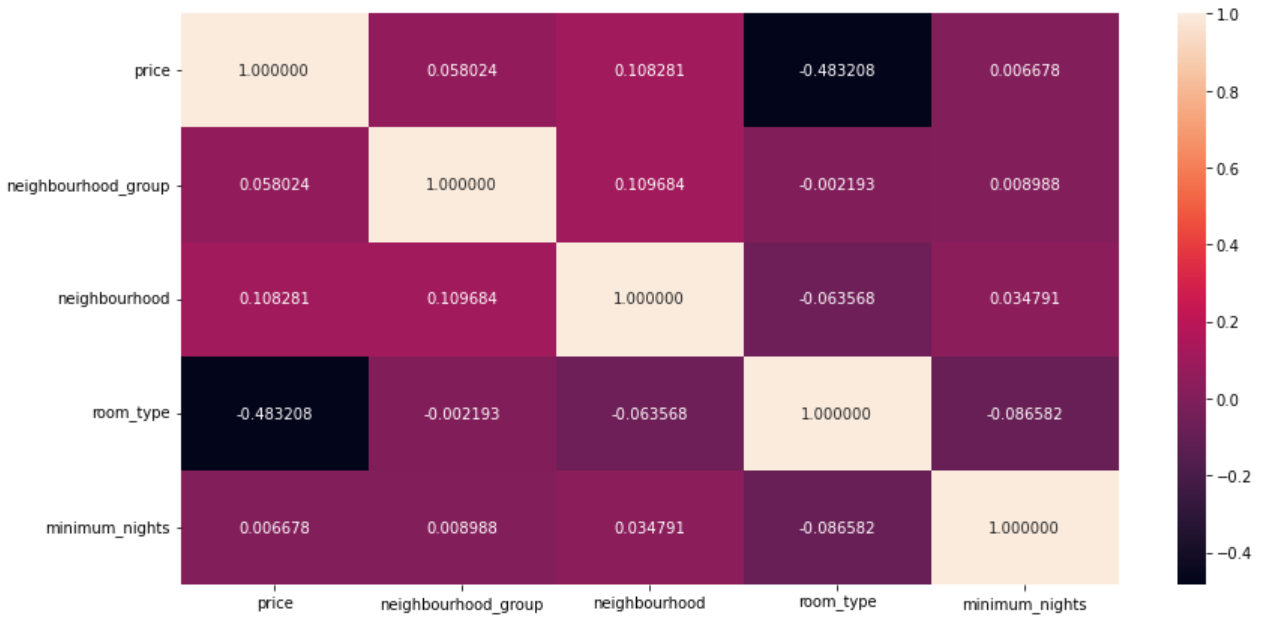 price 1.000000 0.058024 0.108281 -0.483208 0.006678
neighbourhood_group 0.058024 1.000000 0.109684 -0.002193 0.008988
neighbourhood 0.108281 0.109684 1.000000 -0.063568 0.034791
room_type -0.483208 -0.002193 -0.063568 1.000000 -0.086582
minimum_nights 0.006678 0.008988 0.034791 -0.086582 1.000000
price neighbourhood_group neighbourhood room_type minimum_nights
1.0
0.8
0.6
0.4
0.2
0.0
−0.2
−0.4